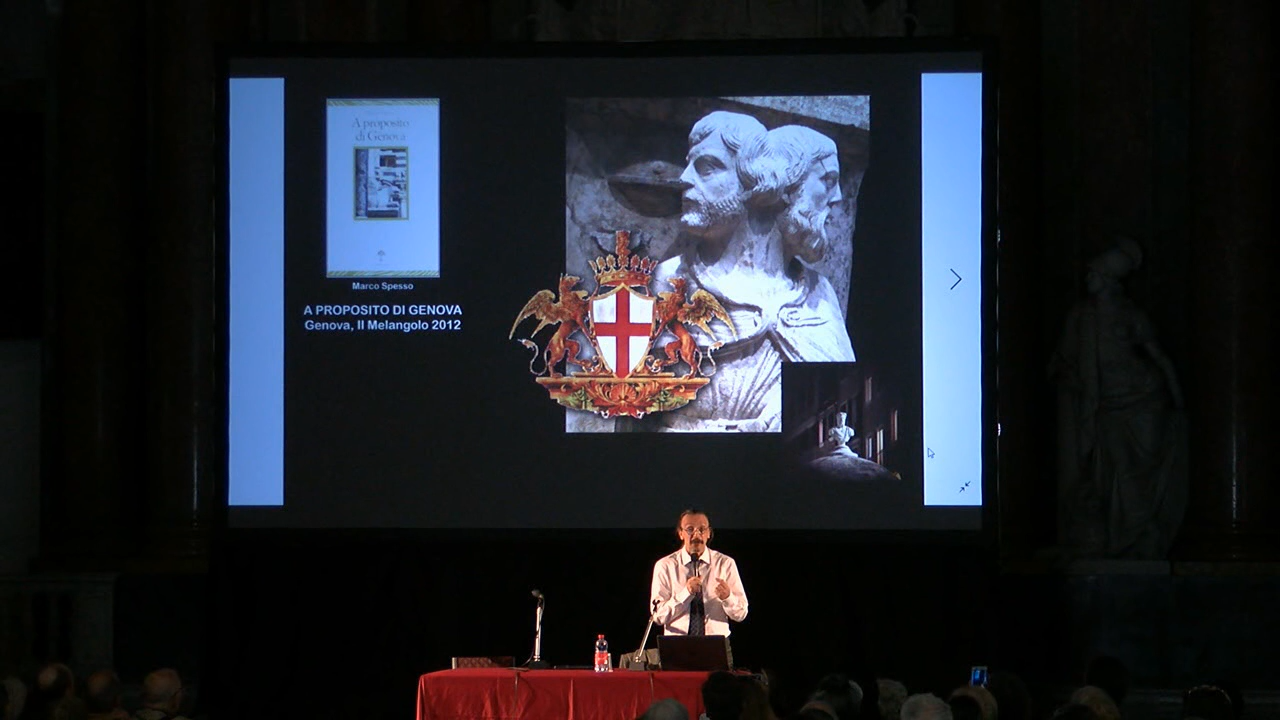 A proposito
di Genova
Marco Spesso
A PROPOSITO DI GENOVA
Genova, Il Melangolo 2012